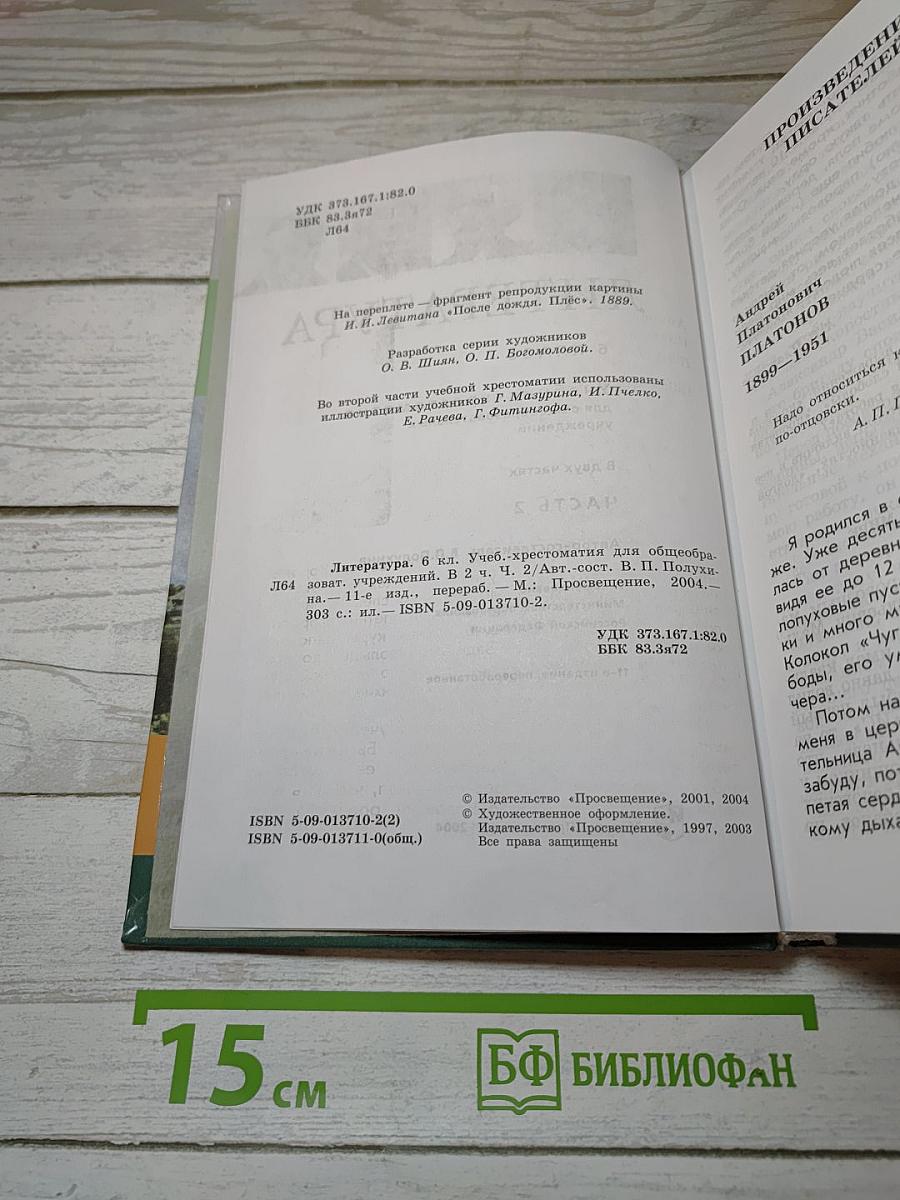 УДК 373.167.1:82.0
ББК 83.3я72
Л64
На переплете — фрагмент репродукции картины
И. И. Левитана «После дождя. Плёс». 1889.
Разработка серии художников
О. В. Шиян, О. П. Богомоловой.
Во второй части учебной хрестоматии использованы
иллюстрации художников Г. Мазурина, И. Пчелко,
Е. Рачева, Г. Фитингофа.
Литература. 6 кл. Учеб.-хрестоматия для общеобра-
Л64 зоват. учреждений. В 2 ч. Ч. 2/Авт.-сост. В. П. Полухи-
на.— 11-е изд., перераб. — М.: Просвещение, 2004.—
303 с.: ил.— ISBN 5-09-013710-2.
УДК 373.167.1:82.0
ББК 83.3я72
ISBN 5-09-013710-2(2)
ISBN 5-09-013711-0(общ.)
© Издательство «Просвещение», 2001, 2004
© Художественное оформление.
Издательство «Просвещение», 1997, 2003
Все права защищены
ПРОИЗВЕДЕНИ
ПИСАТЕЛЕЙ
Андрей
Платонович
ПЛАТОНОВ
1899—1951
Надо относиться к
по-отцовски.
А. П.
Я родился в
же. Уже десять
лась от деревн
видя ее до 12
лопуховые пус
ки и много м
Колокол «Чуг
боды, его ум
чера...
Потом на
меня в цер
тельница А
забуду, пот
петая серд
кому дыха
15 см
БФ БИБЛИОФАН